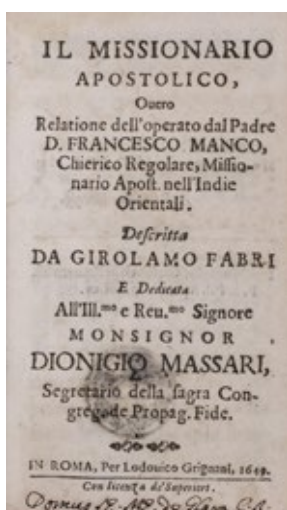 IL MISSIONARIO
APOSTOLICO,
Overo
Relatione dell'operato dal Padre
D. FRANCESCO MANCO,
Chierico Regolare, Missio-
nario Apost. nell'Indie
Orientali.
Descritta
DA GIROLAMO FABRI
E Dedicata
All'Ill.mo e Reu.mo Signore
MONSIGNOR
DIONIGIO MASSARI,
Segretario della sagra Con-
greg. de Propag. Fide.
IN ROMA, Per Lodouico Grignani, 1649.
Con licenza de' Superiori.
Domus